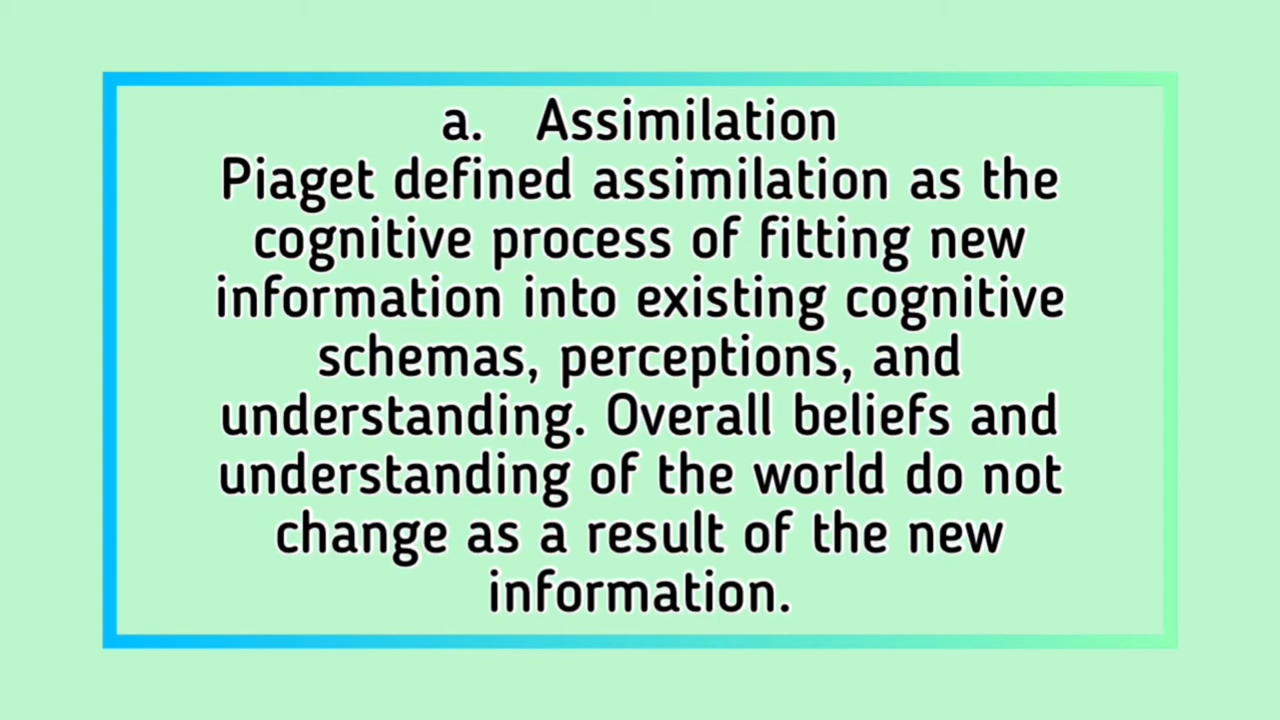 a. Assimilation
Piaget defined assimilation as the
cognitive process of fitting new
information into existing cognitive
schemas, perceptions, and
understanding. Overall beliefs and
understanding of the world do not
change as a result of the new
information.